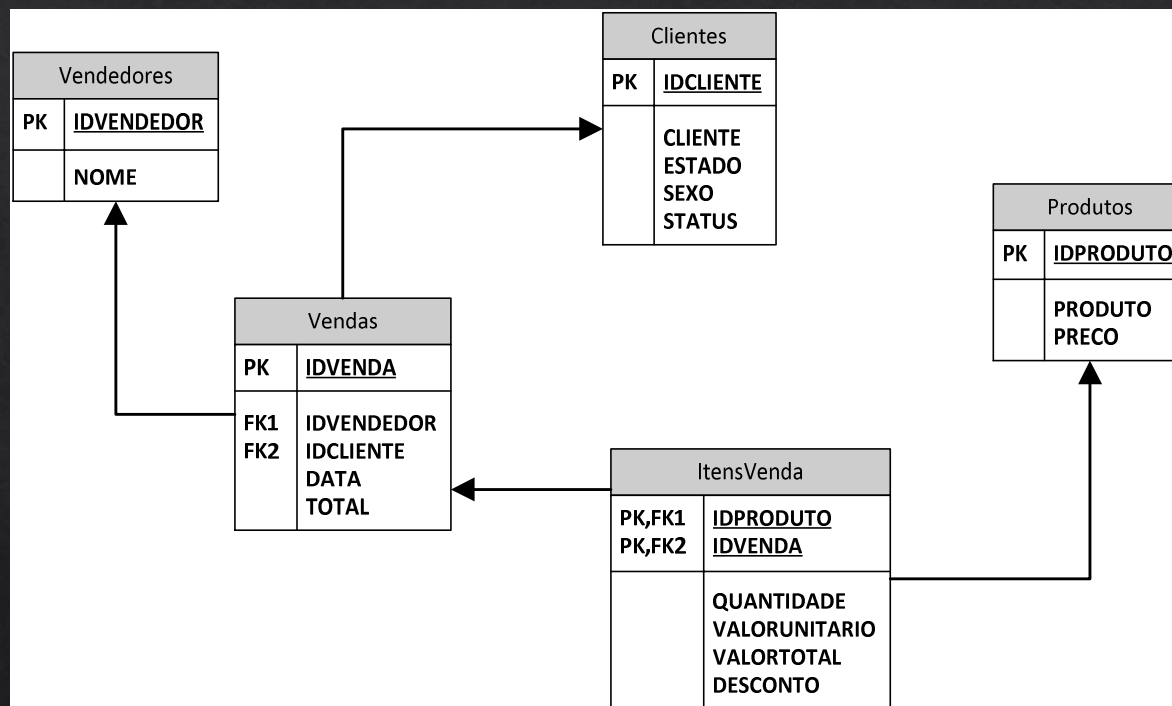 Vendedores
PK IDVENDEDOR
NOME
Clientes
PK IDCLIENTE
CLIENTE
ESTADO
SEXO
STATUS
Produtos
PK IDPRODUTO
PRODUTO
PRECO
Vendas
PK IDVENDA
FK1 IDVENDEDOR
FK2 IDCLIENTE
DATA
TOTAL
ItensVenda
PK,FK1 IDPRODUTO
PK,FK2 IDVENDA
QUANTIDADE
VALORUNITARIO
VALORTOTAL
DESCONTO